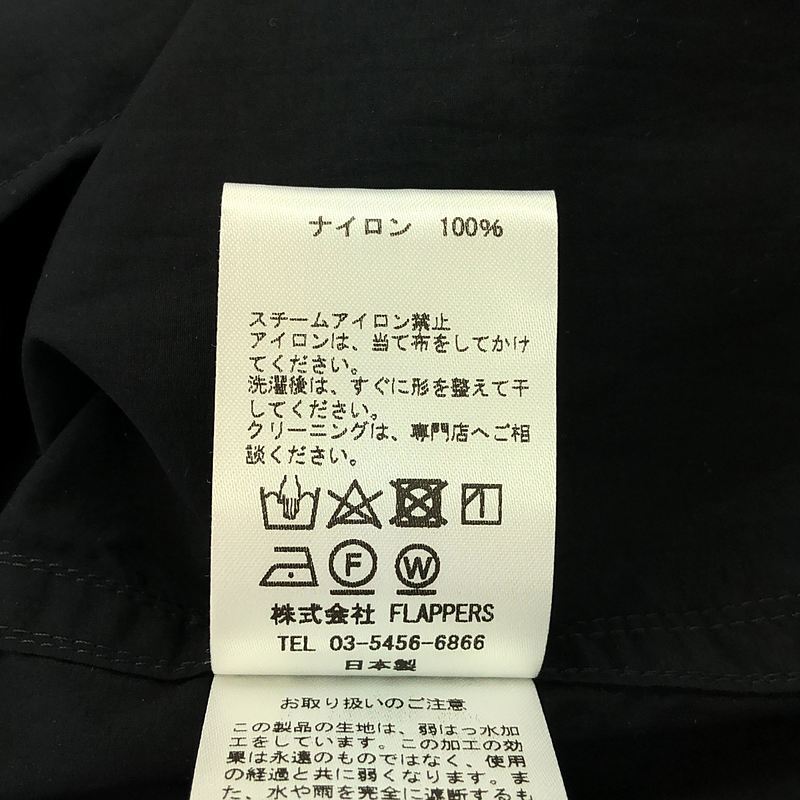 ナイロン 100%
スチームアイロン禁止
アイロンは、当て布をしてかけ
てください。
洗濯後は、すぐに形を整えて干
してください。
クリーニングは、専門店へご相
談ください。
F W
株式会社 FLAPPERS
TEL 03-5456-6866
日本製
お取り扱いのご注意
この製品の生地は、弱はっ水加
工をしています。この加工の効
果は永遠のものではなく、使用
の経過と共に弱くなります。ま
た、水や雨を完全に遮断するも